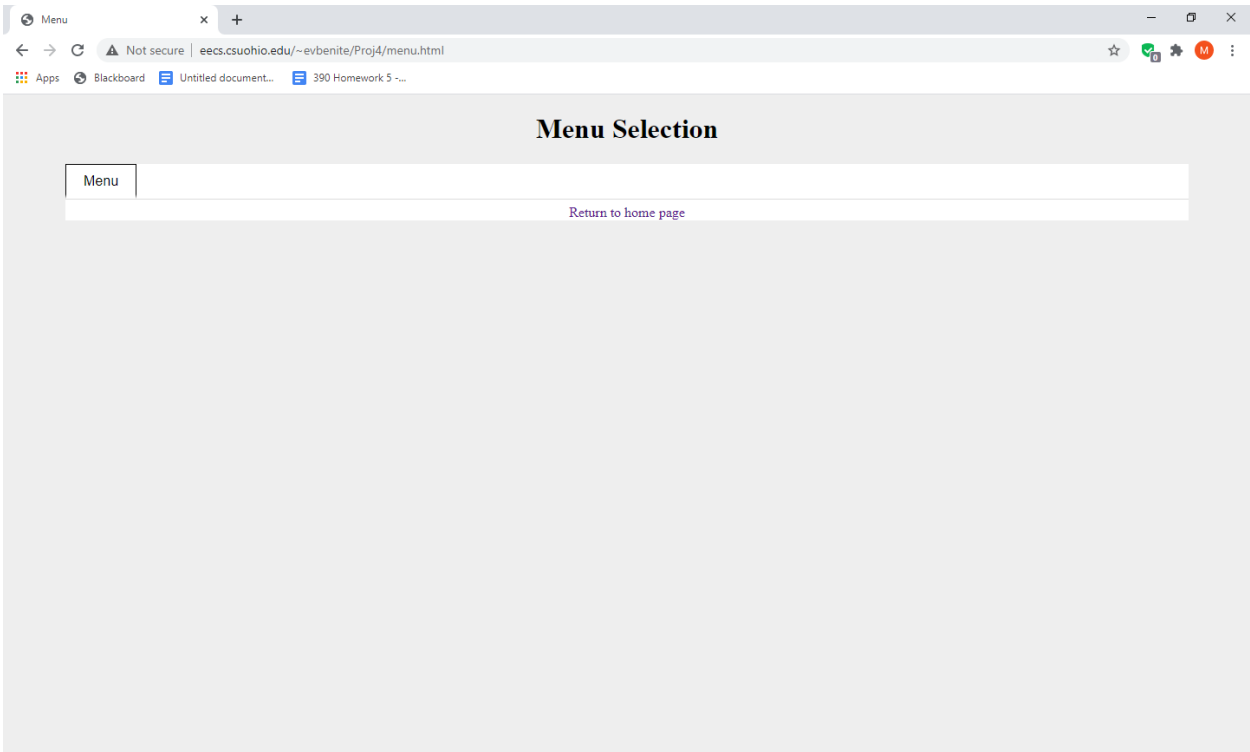 Menu
Not secure | eecs.csuohio.edu/~evbenite/Proj4/menu.html
M
0
Apps Blackboard Untitled document... 390 Homework 5 -...
Menu Selection
Menu
Return to home page